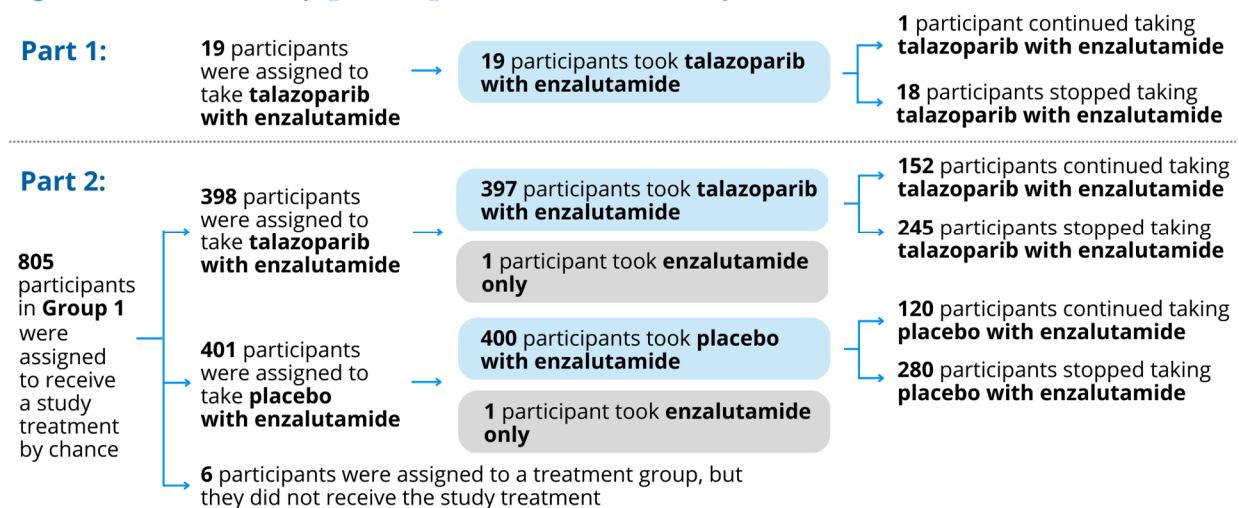 Part 1:
19 participants
were assigned to
take talazoparib
with enzalutamide
19 participants took talazoparib
with enzalutamide
1 participant continued taking
talazoparib with enzalutamide
18 participants stopped taking
talazoparib with enzalutamide
Part 2:
805
participants
in Group 1
were
assigned
to receive
a study
treatment
by chance
398 participants
were assigned to
take talazoparib
with enzalutamide
397 participants took talazoparib
with enzalutamide
1 participant took enzalutamide
only
152 participants continued taking
talazoparib with enzalutamide
245 participants stopped taking
talazoparib with enzalutamide
401 participants
were assigned to
take placebo
with enzalutamide
400 participants took placebo
with enzalutamide
1 participant took enzalutamide
only
120 participants continued taking
placebo with enzalutamide
280 participants stopped taking
placebo with enzalutamide
6 participants were assigned to a treatment group, but
they did not receive the study treatment